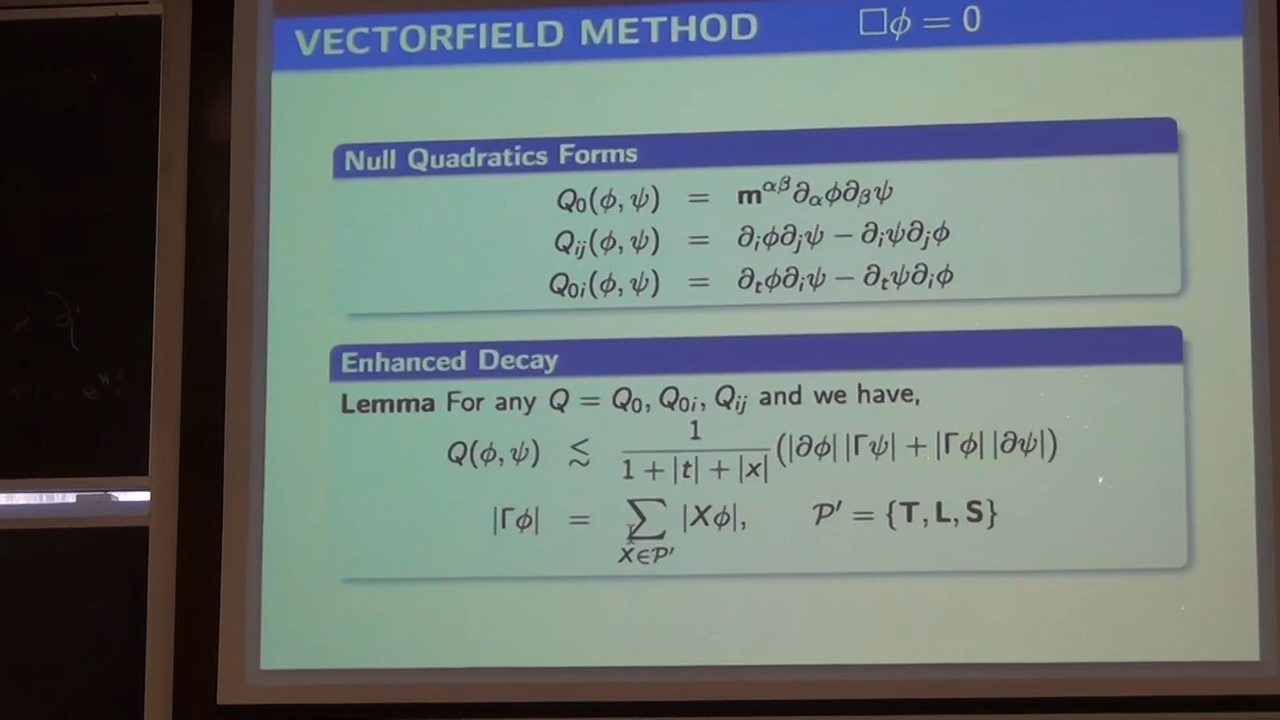 VECTORFIELD METHOD □ϕ = 0
Null Quadratics Forms
Q₀(ϕ, ψ) = m^{αβ}∂_αϕ∂_βψ
Q_{ij}(ϕ, ψ) = ∂_iϕ∂_jψ − ∂_iψ∂_jϕ
Q_{0i}(ϕ, ψ) = ∂_tϕ∂_iψ − ∂_tψ∂_iϕ
Enhanced Decay
Lemma For any Q = Q₀, Q_{0i}, Q_{ij} and we have,
Q(ϕ, ψ) ≲ \frac{1}{1 + |t| + |x|}(|∂ϕ| |Γψ| + |Γϕ| |∂ψ|)
|Γϕ| = ∑_{X∈𝒫′} |Xϕ|, 𝒫′ = {T, L, S}